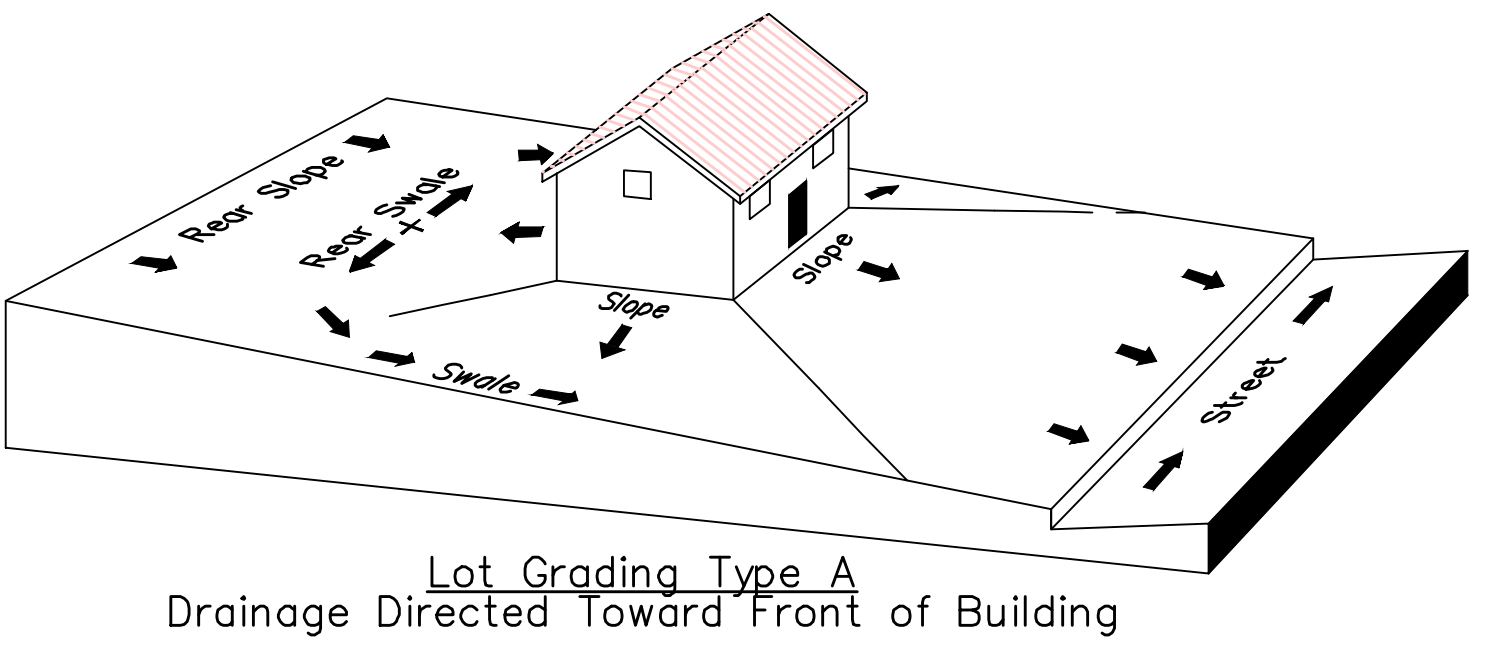 Rear Slope
Rear Swale
+
Slope
Slope
Swale
Street
Lot Grading Type A
Drainage Directed Toward Front of Building